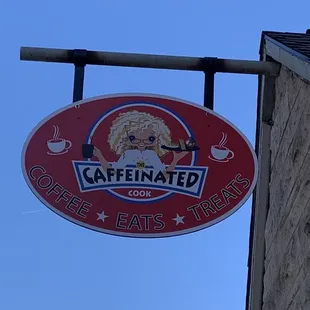 CAFFEINATED
COOK
COFFEE ★ EATS ★ TREATS